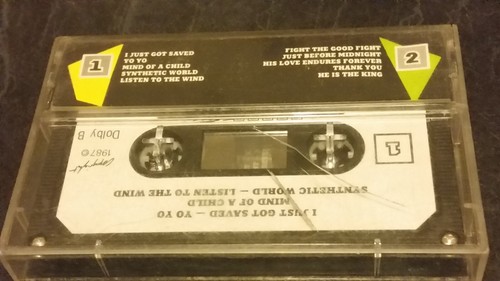 1
I JUST GOT SAVED
YO YO
MIND OF A CHILD
SYNTHETIC WORLD
LISTEN TO THE WIND
2
FIGHT THE GOOD FIGHT
JUST BEFORE MIDNIGHT
HIS LOVE ENDURES FOREVER
THANK YOU
HE IS THE KING
1
I JUST GOT SAVED – YO YO
MIND OF A CHILD
SYNTHETIC WORLD – LISTEN TO THE WIND
Copyright
1987©
Dolby B